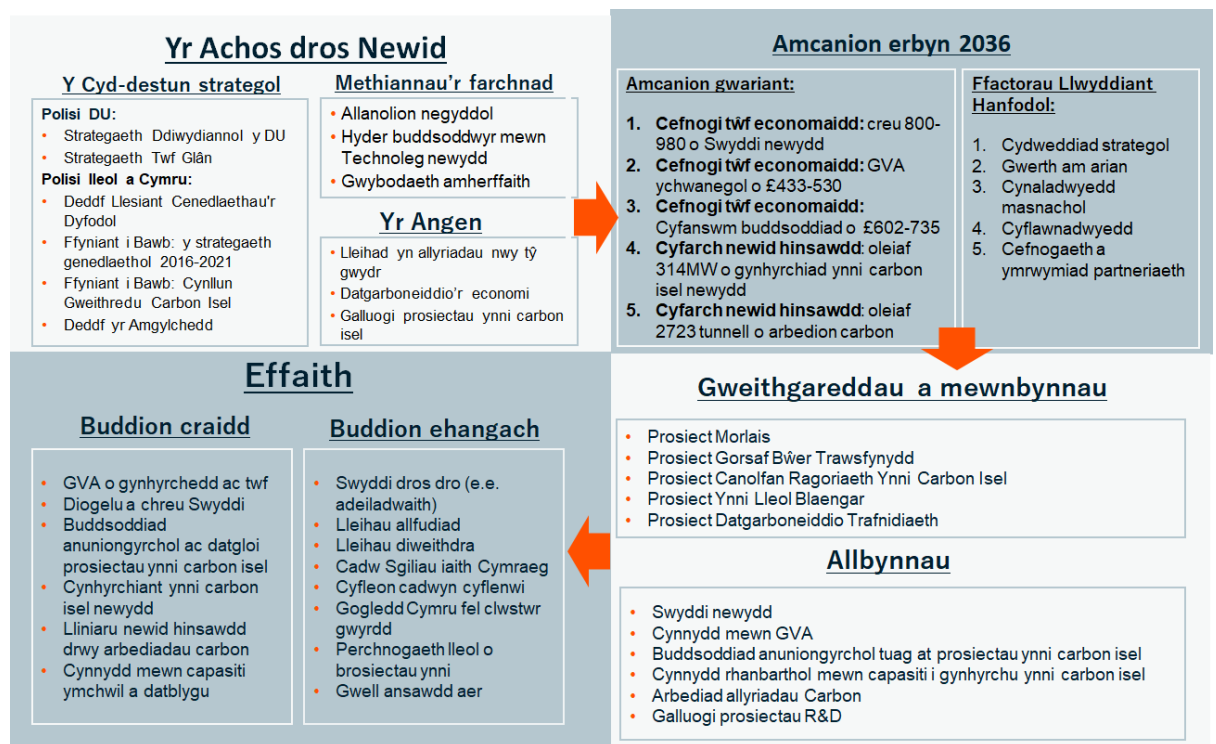 Yr Achos dros Newid
Y Cyd-destun strategol
Polisi DU:
• Strategaeth Ddiwydiannol y DU
• Strategaeth Twf Glân
Polisi lleol a Cymru:
• Deddf Llesiant Cenedlaethau'r
Dyfodol
• Ffyniant i Bawb: y strategaeth
genedlaethol 2016-2021
• Ffyniant i Bawb: Cynllun
Gweithredu Carbon Isel
• Deddf yr Amgylchedd
Methiannau'r farchnad
• Allanolion negyddol
• Hyder buddsoddwyr mewn
Technoleg newydd
• Gwybodaeth amherffaith
Yr Angen
• Lleihad yn allyriadau nwy tŷ
gwydr
• Datgarboneiddio'r economi
• Galluogi prosiectau ynni carbon
isel
Amcanion erbyn 2036
Amcanion gwariant:
1. Cefnogi tŵf economaidd: creu 800-
980 o Swyddi newydd
2. Cefnogi tŵf economaidd: GVA
ychwanegol o £433-530
3. Cefnogi tŵf economaidd:
Cyfanswm buddsoddiad o £602-735
4. Cyfarch newid hinsawdd: oleiaf
314MW o gynhyrchiad ynni carbon
isel newydd
5. Cyfarch newid hinsawdd: oleiaf
2723 tunnell o arbedion carbon
Ffactorau Llwyddiant
Hanfodol:
1. Cydweddiad strategol
2. Gwerth am arian
3. Cynaladwyedd
masnachol
4. Cyflawnadwyedd
5. Cefnogaeth a
ymrwymiad partneriaeth
Gweithgareddau a mewnbynnau
• Prosiect Morlais
• Prosiect Gorsaf Bŵer Trawsfynydd
• Prosiect Canolfan Ragoriaeth Ynni Carbon Isel
• Prosiect Ynni Lleol Blaengar
• Prosiect Datgarboneiddio Trafnidiaeth
Allbynnau
• Swyddi newydd
• Cynnydd mewn GVA
• Buddsoddiad anuniongyrchol tuag at prosiectau ynni carbon isel
• Cynnydd rhanbarthol mewn capasiti i gynhyrchu ynni carbon isel
• Arbediad allyriadau Carbon
• Galluogi prosiectau R&D
Effaith
Buddion craidd
• GVA o gynhyrchedd ac twf
• Diogelu a chreu Swyddi
• Buddsoddiad
anuniongyrchol ac datgloi
prosiectau ynni carbon isel
• Cynhyrchiant ynni carbon
isel newydd
• Lliniaru newid hinsawdd
drwy arbediadau carbon
• Cynnydd mewn capasiti
ymchwil a datblygu
Buddion ehangach
• Swyddi dros dro (e.e.
adeiladwaith)
• Lleihau allfudiad
• Lleihau diweithdra
• Cadw Sgiliau iaith Cymraeg
• Cyfleon cadwyn cyflenwi
• Gogledd Cymru fel clwstwr
gwyrdd
• Perchnogaeth lleol o
brosiectau ynni
• Gwell ansawdd aer